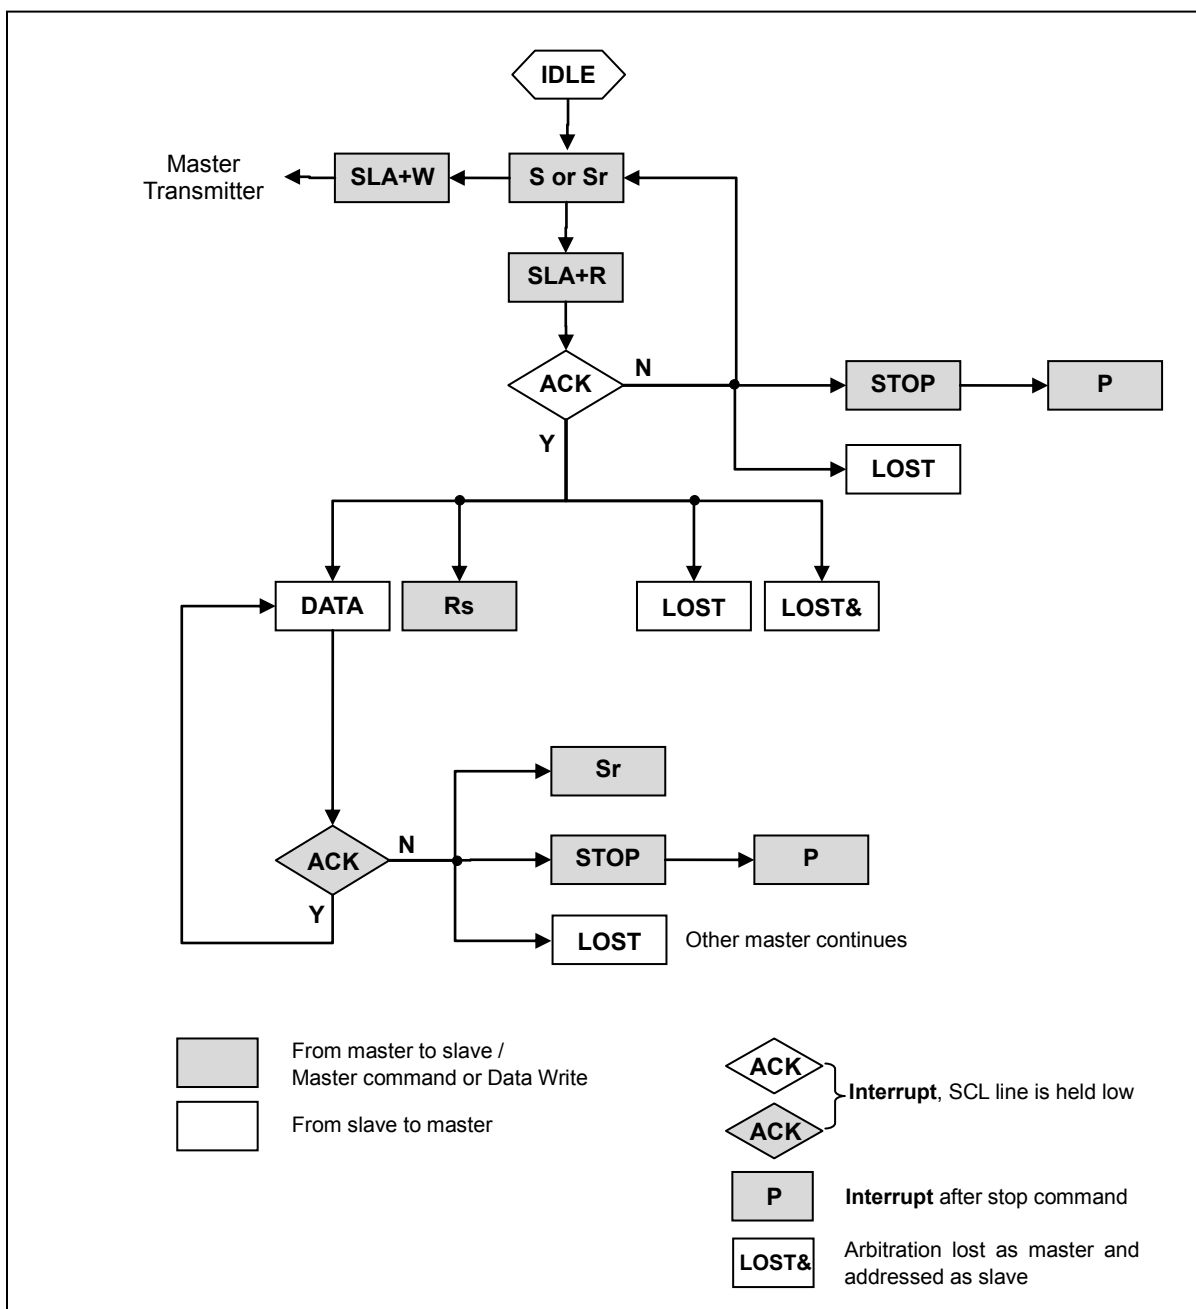 IDLE
Master
Transmitter
SLA+W
S or Sr
SLA+R
ACK
N
Y
STOP
P
LOST
DATA
Rs
LOST
LOST&
Sr
ACK
N
Y
STOP
P
LOST
Other master continues
From master to slave /
Master command or Data Write
From slave to master
ACK
ACK
Interrupt, SCL line is held low
P
Interrupt after stop command
LOST&
Arbitration lost as master and
addressed as slave